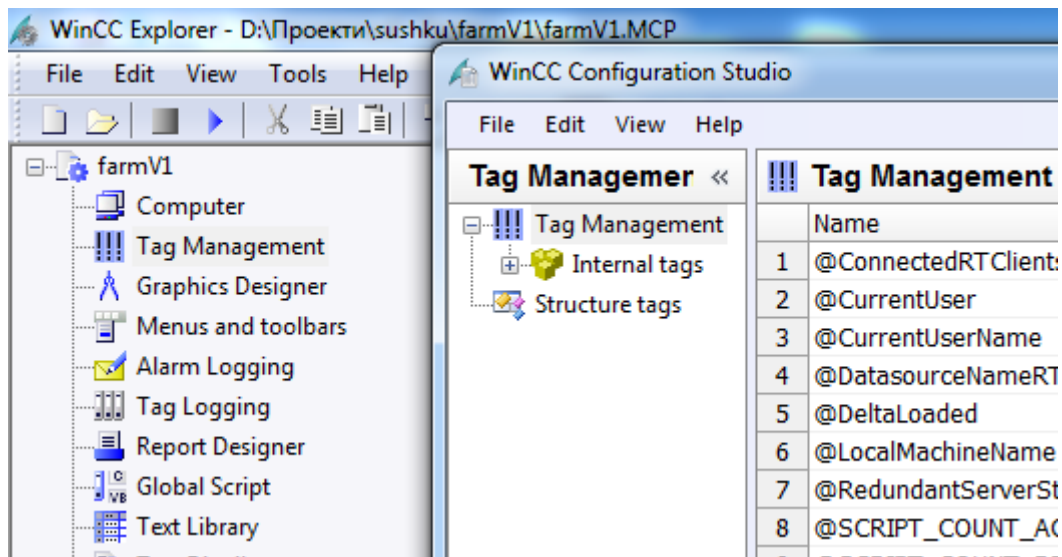 WinCC Explorer - D:\Проекти\sushku\farmV1\farmV1.MCP
File Edit View Tools Help
farmV1
Computer
Tag Management
Graphics Designer
Menus and toolbars
Alarm Logging
Tag Logging
Report Designer
Global Script
Text Library
WinCC Configuration Studio
File Edit View Help
Tag Managemer «
Tag Management
Internal tags
Structure tags
Tag Management
Name
1 @ConnectedRTClients
2 @CurrentUser
3 @CurrentUserName
4 @DatasourceNameRT
5 @DeltaLoaded
6 @LocalMachineName
7 @RedundantServerSt
8 @SCRIPT_COUNT_AC